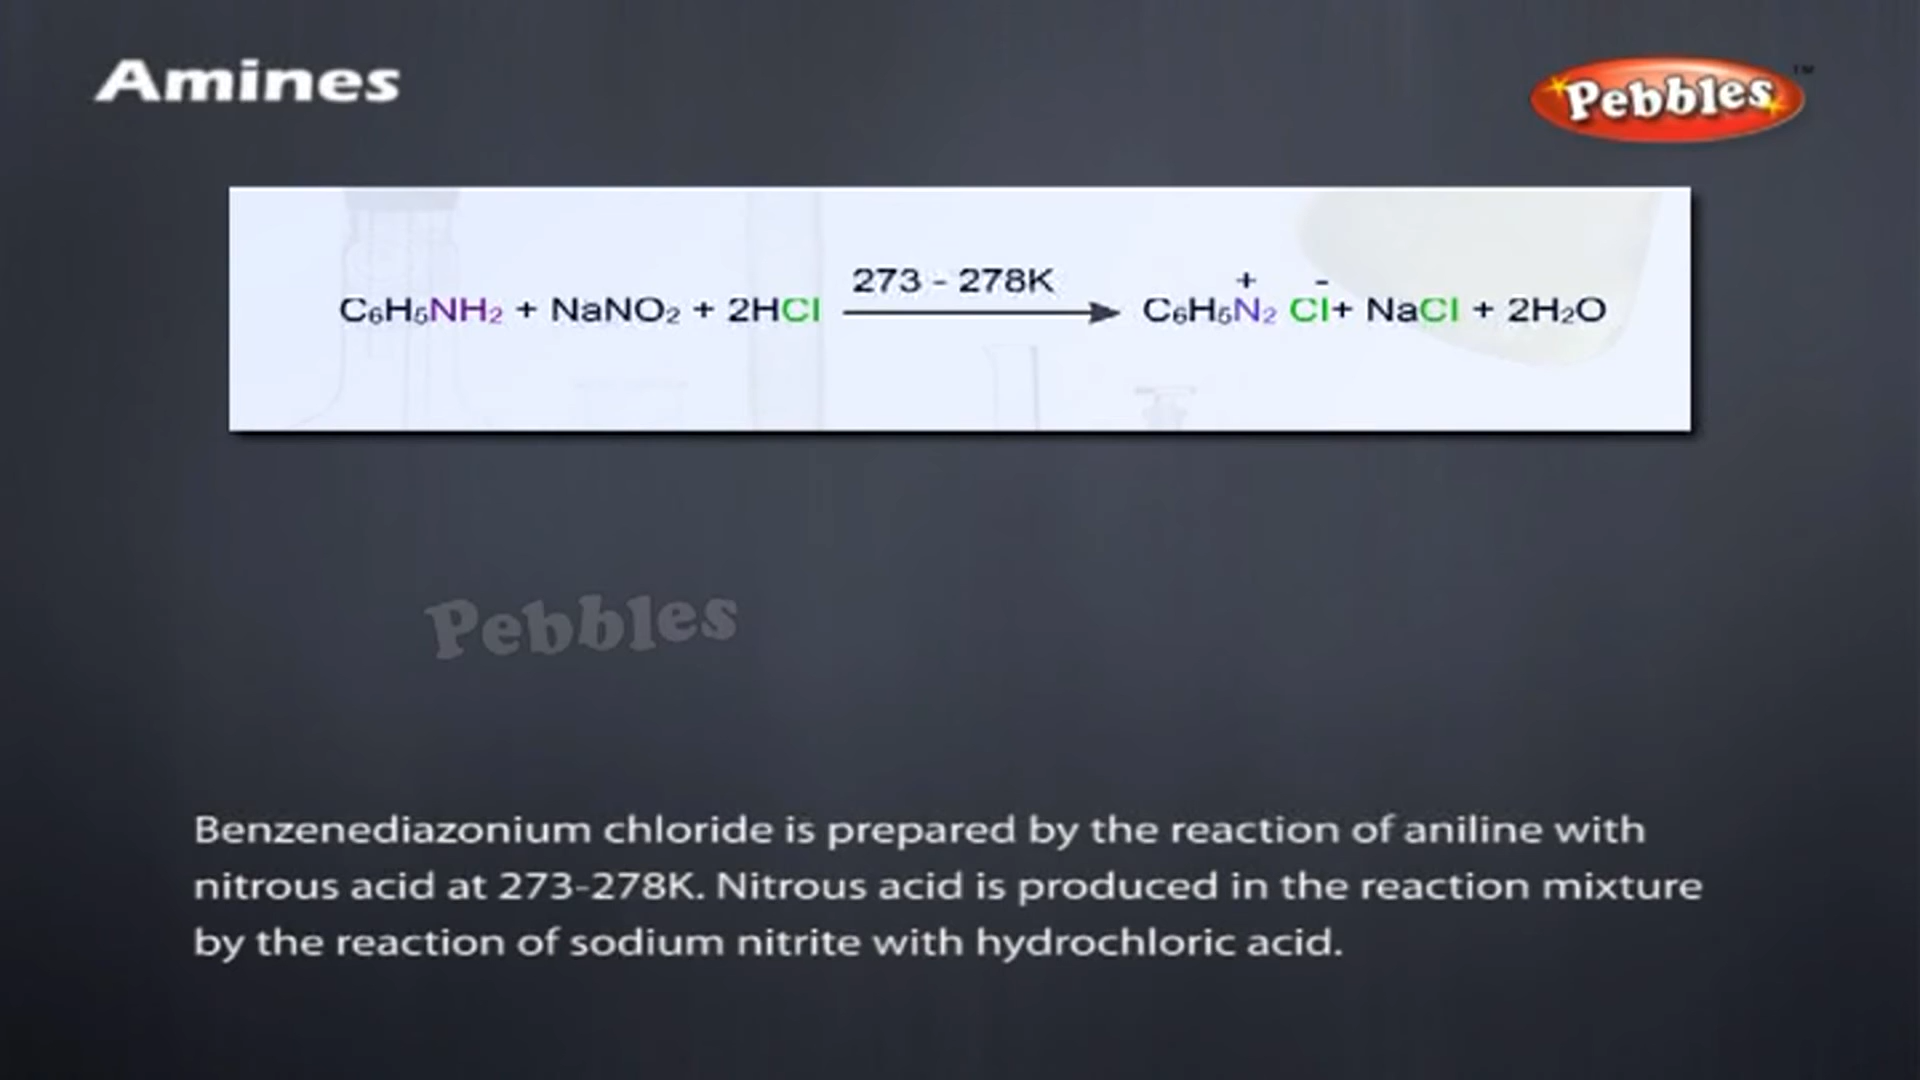 Amines
Pebbles™
273 - 278K
C₆H₅NH₂ + NaNO₂ + 2HCl → C₆H₅N₂⁺ Cl⁻ + NaCl + 2H₂O
Pebbles
Benzenediazonium chloride is prepared by the reaction of aniline with
nitrous acid at 273-278K. Nitrous acid is produced in the reaction mixture
by the reaction of sodium nitrite with hydrochloric acid.